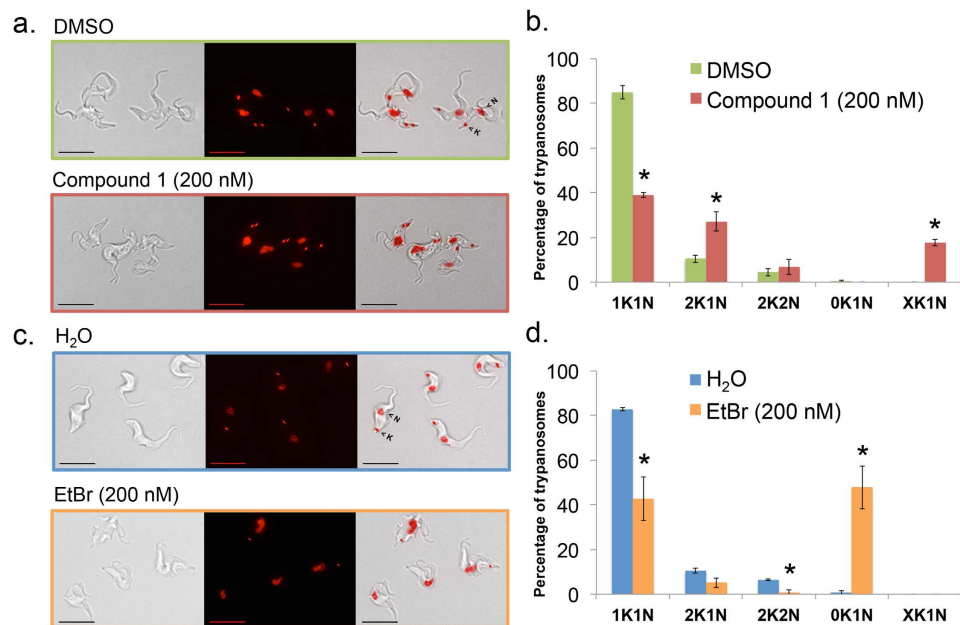 a.
DMSO
< N
< K
Compound 1 (200 nM)
b.
Percentage of trypanosomes
100
80
60
40
20
0
DMSO
Compound 1 (200 nM)
*
*
*
1K1N
2K1N
2K2N
0K1N
XK1N
c.
H₂O
< N
< K
EtBr (200 nM)
d.
Percentage of trypanosomes
100
80
60
40
20
0
H₂O
EtBr (200 nM)
*
*
*
1K1N
2K1N
2K2N
0K1N
XK1N